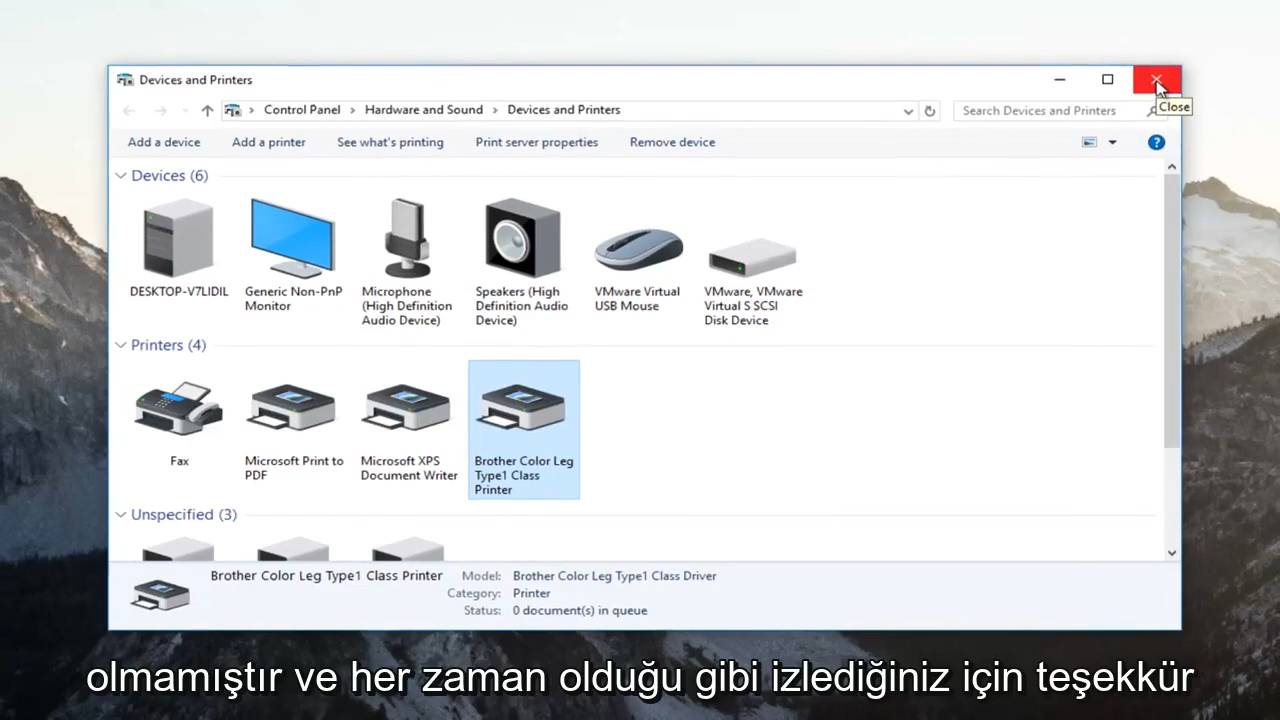 Devices and Printers
Close
Control Panel > Hardware and Sound > Devices and Printers
Search Devices and Printers
Add a device Add a printer See what's printing Print server properties Remove device
Devices (6)
DESKTOP-V7LIDIL
Generic Non-PnP
Monitor
Microphone
(High Definition
Audio Device)
Speakers (High
Definition Audio
Device)
VMware Virtual
USB Mouse
VMware, VMware
Virtual S SCSI
Disk Device
Printers (4)
Fax
Microsoft Print to
PDF
Microsoft XPS
Document Writer
Brother Color Leg
Type1 Class
Printer
Unspecified (3)
Brother Color Leg Type1 Class Printer
Model: Brother Color Leg Type1 Class Driver
Category: Printer
Status: 0 document(s) in queue
olmamıştır ve her zaman olduğu gibi izlediğiniz için teşekkür